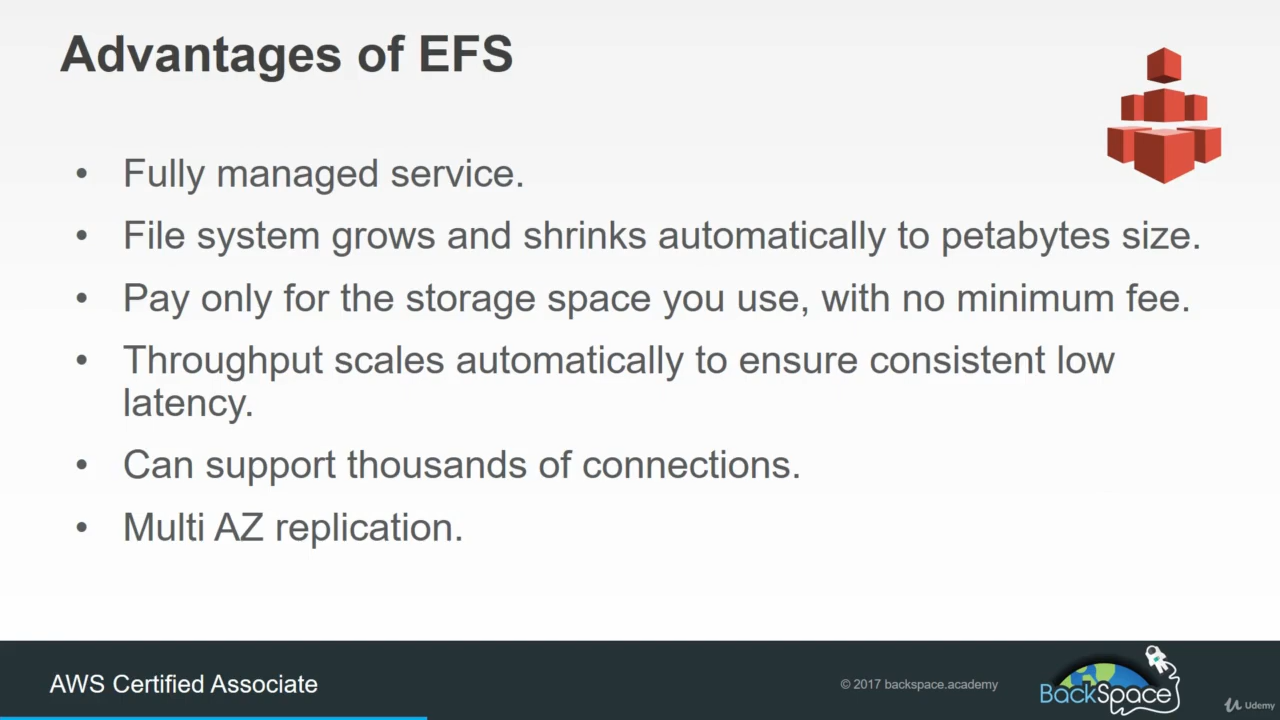 Advantages of EFS
• Fully managed service.
• File system grows and shrinks automatically to petabytes size.
• Pay only for the storage space you use, with no minimum fee.
• Throughput scales automatically to ensure consistent low
latency.
• Can support thousands of connections.
• Multi AZ replication.
AWS Certified Associate
© 2017 backspace.academy
BackSpace
Udemy